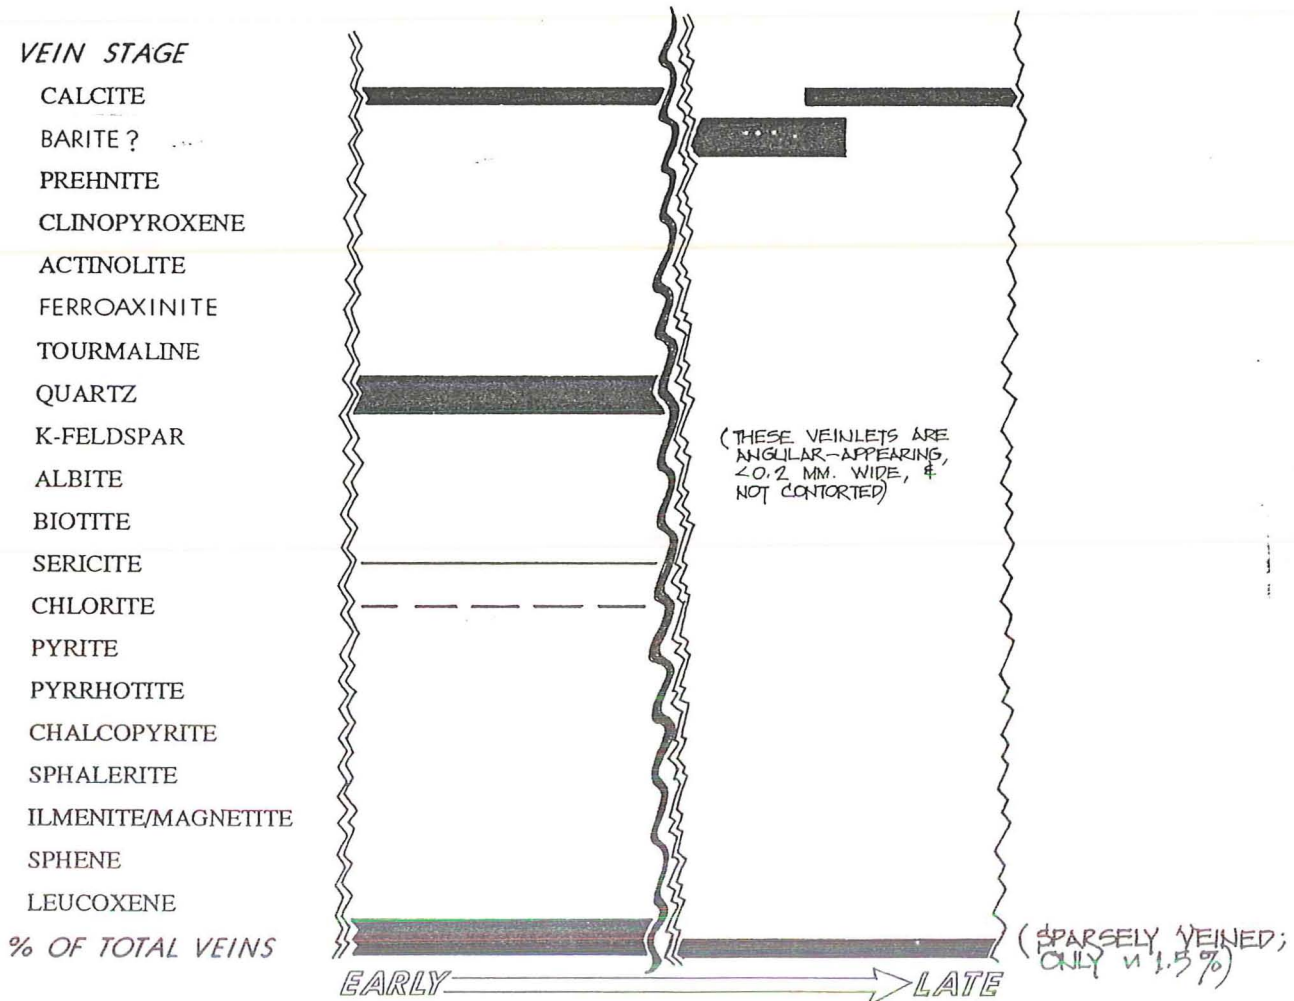 VEIN STAGE
CALCITE
BARITE ?
PREHNITE
CLINOPYROXENE
ACTINOLITE
FERROAXINITE
TOURMALINE
QUARTZ
K-FELDSPAR
(THESE VEINLETS ARE
ANGULAR-APPEARING,
<0.2 MM. WIDE, &
NOT CONTORTED)
ALBITE
BIOTITE
SERICITE
CHLORITE
PYRITE
PYRRHOTITE
CHALCOPYRITE
SPHALERITE
ILMENITE/MAGNETITE
SPHENE
LEUCOXENE
% OF TOTAL VEINS
(SPARSELY VEINED;
ONLY 1.5%)
EARLY
LATE